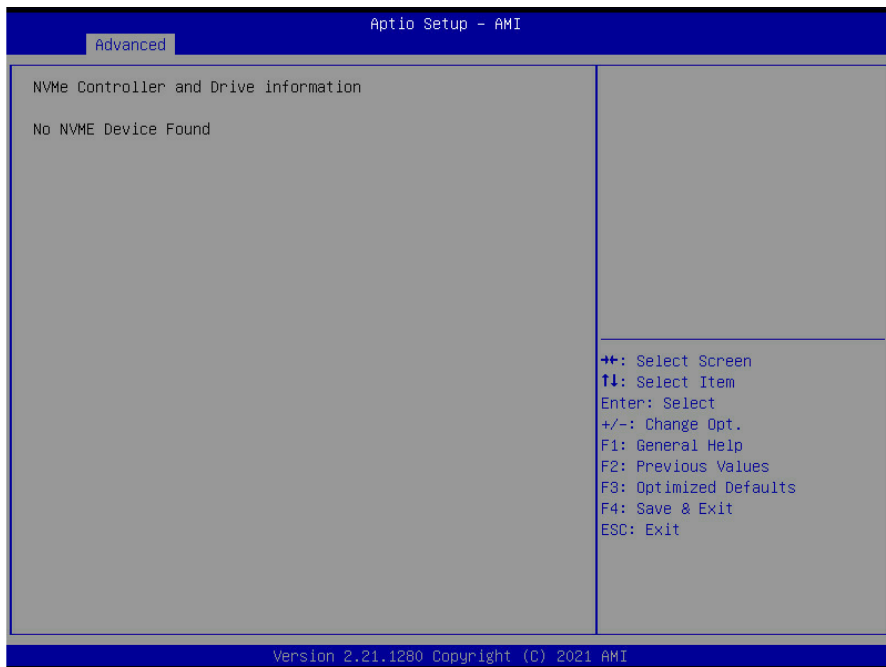 Aptio Setup – AMI
Advanced
NVMe Controller and Drive information
No NVME Device Found
→←: Select Screen
↑↓: Select Item
Enter: Select
+/-: Change Opt.
F1: General Help
F2: Previous Values
F3: Optimized Defaults
F4: Save & Exit
ESC: Exit
Version 2.21.1280 Copyright (C) 2021 AMI